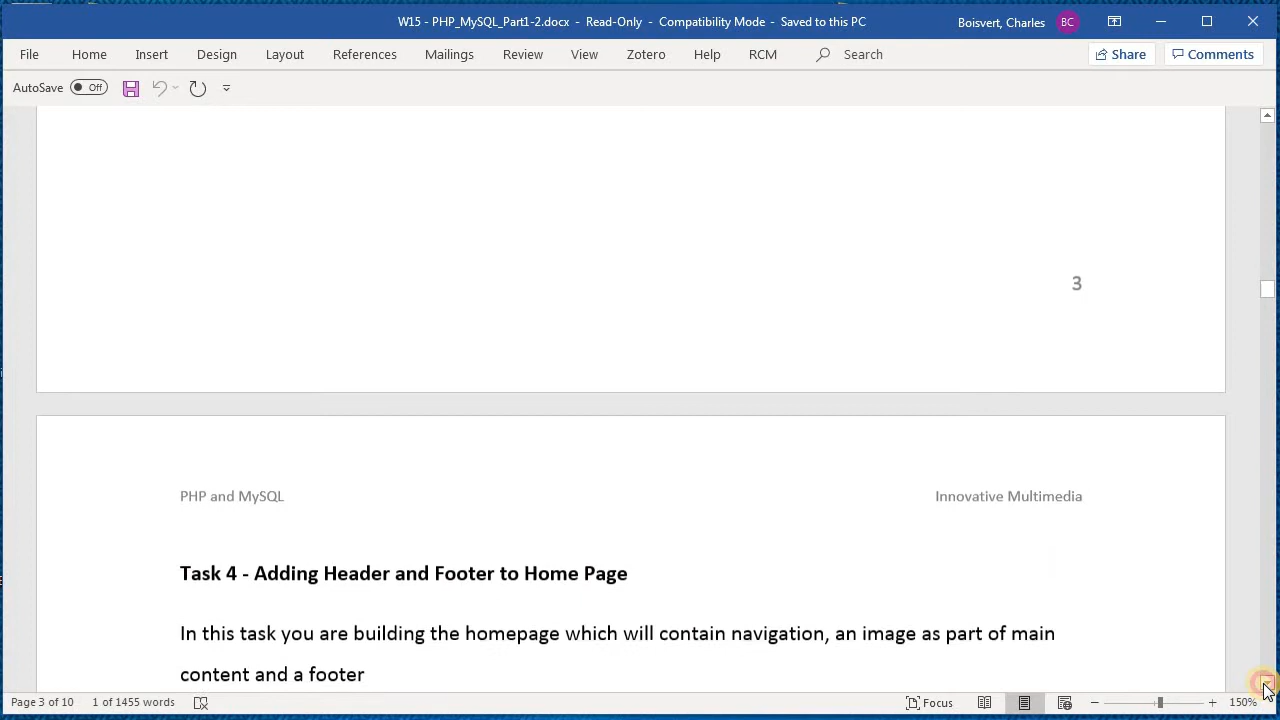 W15 - PHP_MySQL_Part1-2.docx - Read-Only - Compatibility Mode - Saved to this PC
Boisvert, Charles BC
File Home Insert Design Layout References Mailings Review View Zotero Help RCM Search Share Comments
AutoSave Off
3
PHP and MySQL Innovative Multimedia
Task 4 - Adding Header and Footer to Home Page
In this task you are building the homepage which will contain navigation, an image as part of main
content and a footer
Page 3 of 10 1 of 1455 words Focus 150%